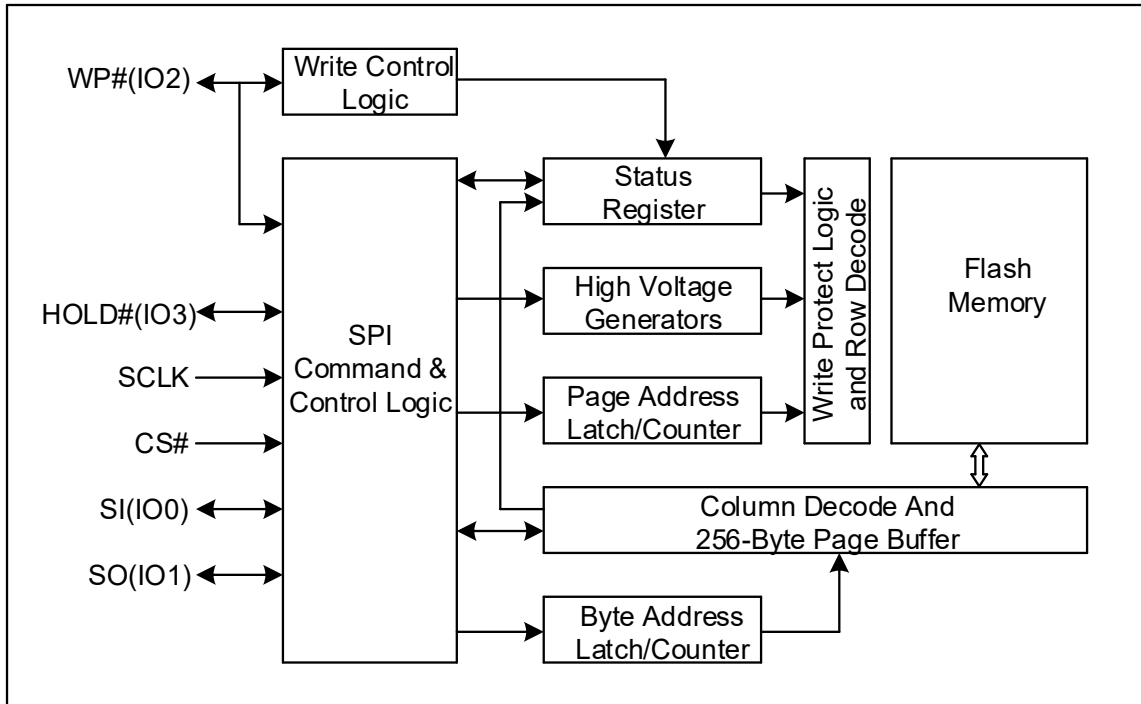 WP#(IO2)
Write Control
Logic
Status
Register
Write Protect Logic
and Row Decode
Flash
Memory
HOLD#(IO3)
High Voltage
Generators
SPI
Command &
Control Logic
SCLK
Page Address
Latch/Counter
CS#
SI(IO0)
Column Decode And
256-Byte Page Buffer
SO(IO1)
Byte Address
Latch/Counter